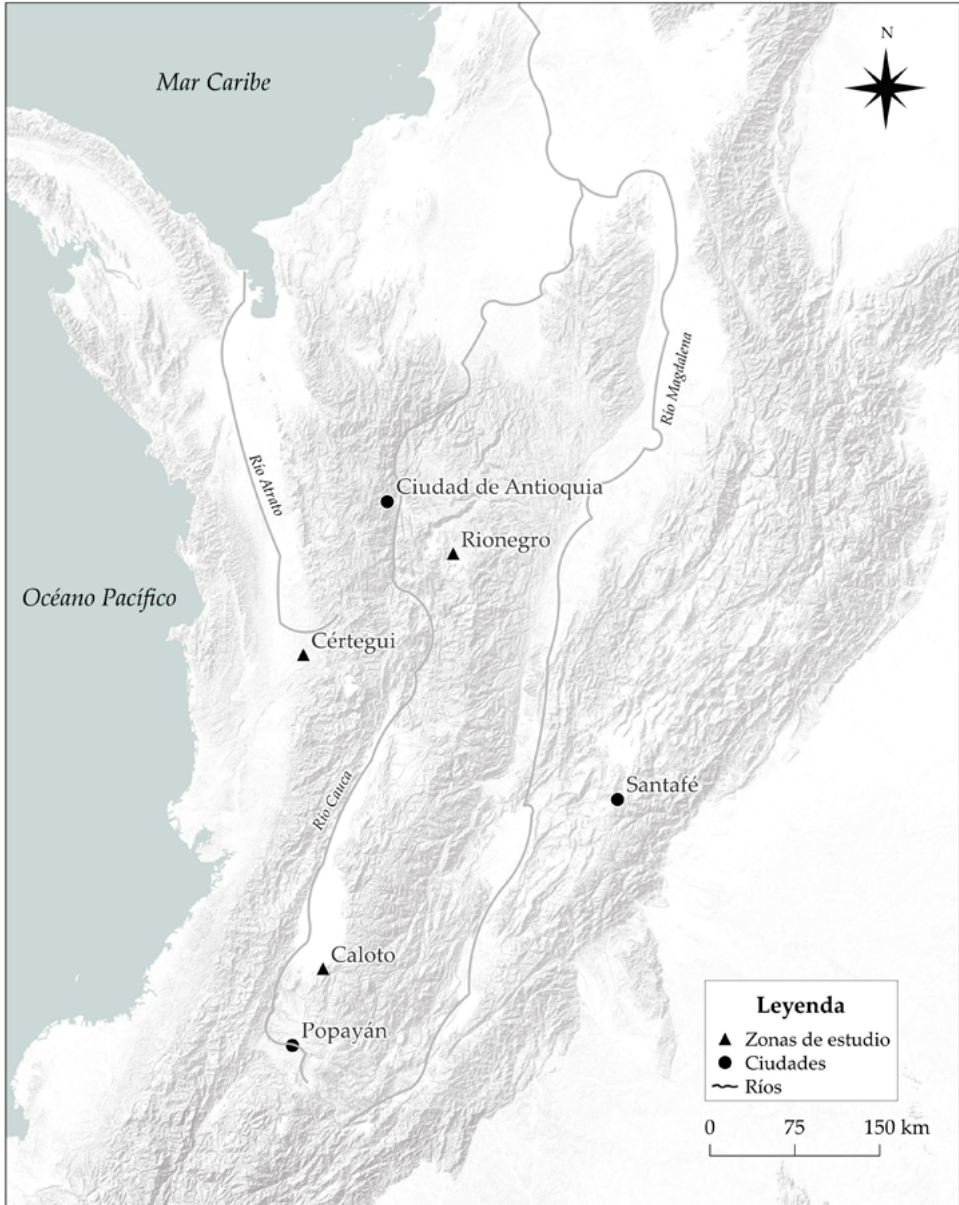 Mar Caribe
N
Río Magdalena
Río Atrato
Ciudad de Antioquia
Rionegro
Océano Pacífico
Cértegui
Río Cauca
Santafé
Caloto
Popayán
Leyenda
Zonas de estudio
Ciudades
Ríos
0 75 150 km